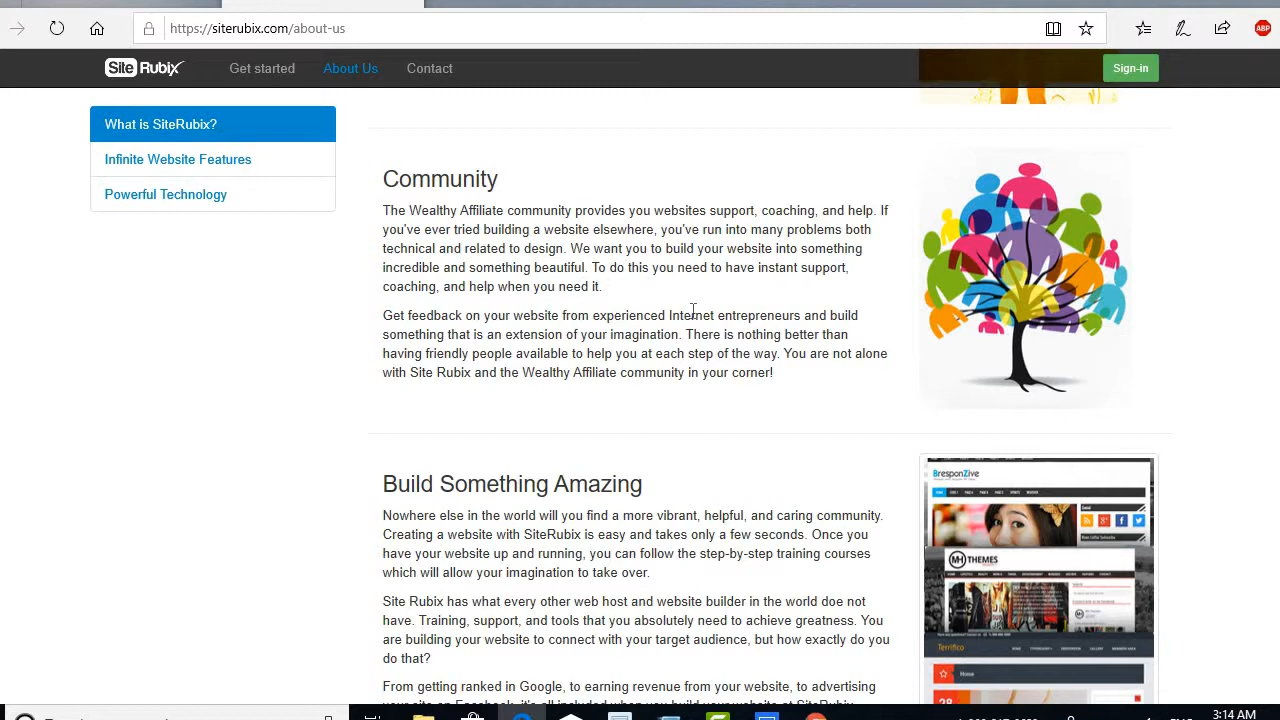 https://siterubix.com/about-us
ABP
Site Rubix
Get started
About Us
Contact
Sign-in
What is SiteRubix?
Infinite Website Features
Powerful Technology
Community
The Wealthy Affiliate community provides you websites support, coaching, and help. If
you've ever tried building a website elsewhere, you've run into many problems both
technical and related to design. We want you to build your website into something
incredible and something beautiful. To do this you need to have instant support,
coaching, and help when you need it.
Get feedback on your website from experienced Internet entrepreneurs and build
something that is an extension of your imagination. There is nothing better than
having friendly people available to help you at each step of the way. You are not alone
with Site Rubix and the Wealthy Affiliate community in your corner!
Build Something Amazing
Nowhere else in the world will you find a more vibrant, helpful, and caring community.
Creating a website with SiteRubix is easy and takes only a few seconds. Once you
have your website up and running, you can follow the step-by-step training courses
which will allow your imagination to take over.
Rubix has what every other web host and website builder in the world does not
Training, support, and tools that you absolutely need to achieve greatness. You
building your website to connect with your target audience, but how exactly do you
do that?
From getting ranked in Google, to earning revenue from your website, to advertising
BresponZive
MH THEMES
Terrifico
Home
3:14 AM